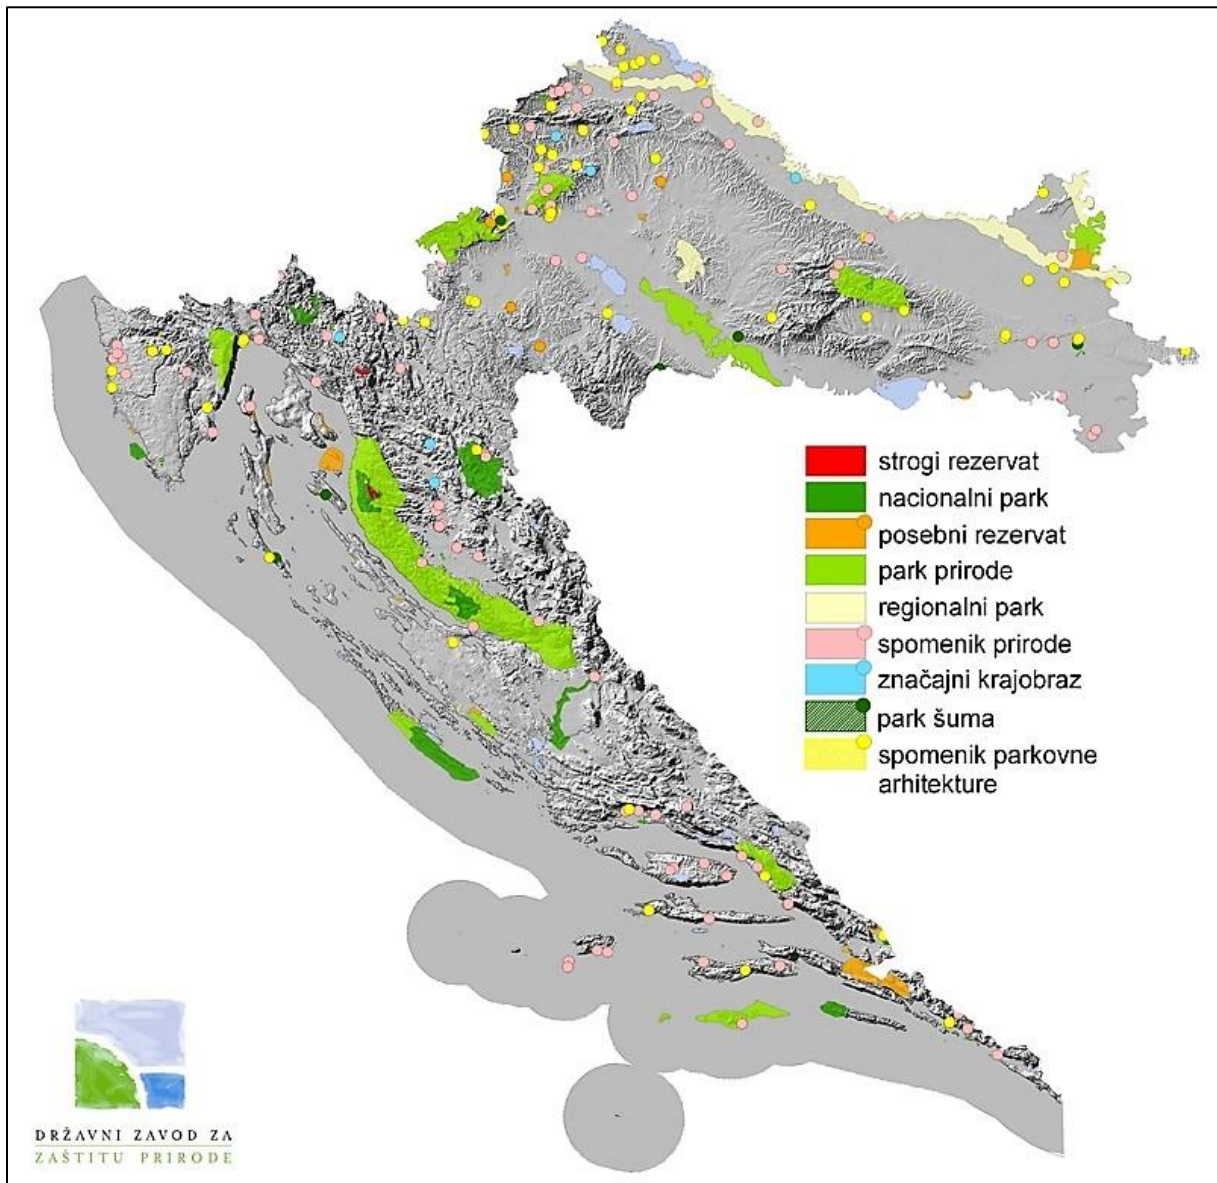 strogi rezervat
nacionalni park
posebni rezervat
park prirode
regionalni park
spomenik prirode
značajni krajobraz
park šuma
spomenik parkovne
arhitekture
DRŽAVNI ZAVOD ZA
ZAŠTITU PRIRODE